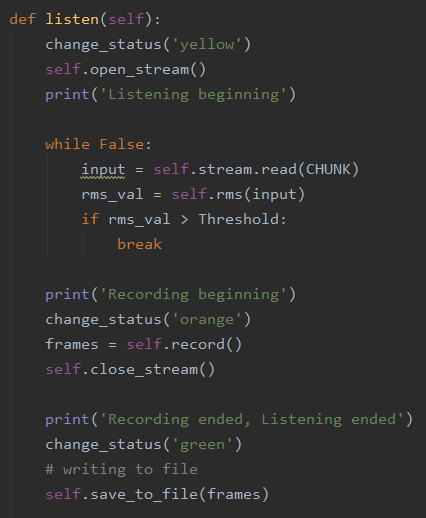 def listen(self):
    change_status('yellow')
    self.open_stream()
    print('Listening beginning')

    while False:
        input = self.stream.read(CHUNK)
        rms_val = self.rms(input)
        if rms_val > Threshold:
            break

    print('Recording beginning')
    change_status('orange')
    frames = self.record()
    self.close_stream()

    print('Recording ended, Listening ended')
    change_status('green')
    # writing to file
    self.save_to_file(frames)